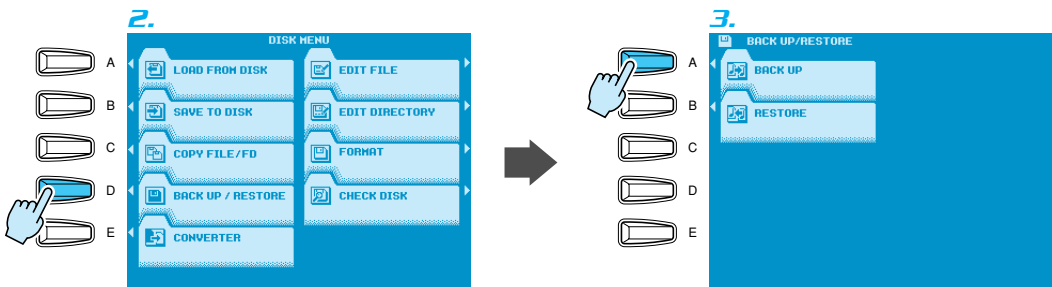 2.
DISK MENU
A
LOAD FROM DISK
EDIT FILE
B
SAVE TO DISK
EDIT DIRECTORY
C
COPY FILE/FD
FORMAT
D
BACK UP / RESTORE
CHECK DISK
E
CONVERTER
3.
BACK UP/RESTORE
A
BACK UP
B
RESTORE
C
D
E